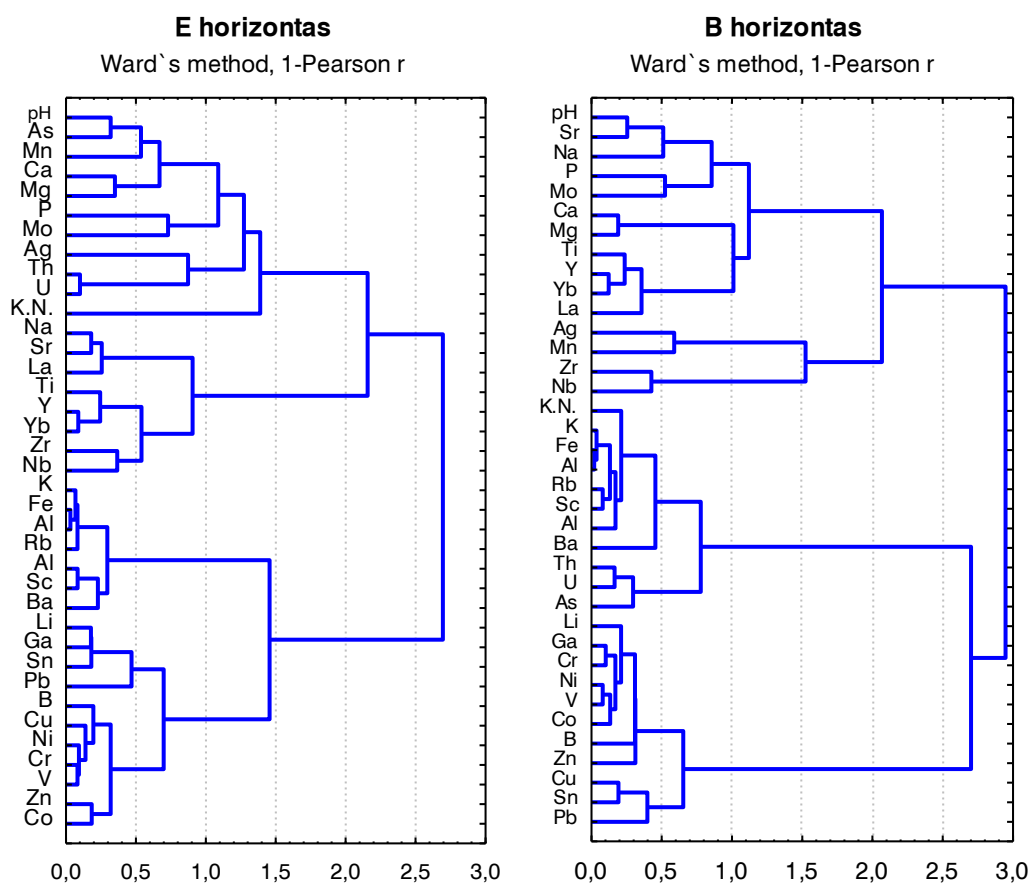 E horizontas
Ward`s method, 1-Pearson r
pH
As
Mn
Ca
Mg
P
Mo
Ag
Th
U
K.N.
Na
Sr
La
Ti
Y
Yb
Zr
Nb
K
Fe
Al
Rb
Al
Sc
Ba
Li
Ga
Sn
Pb
B
Cu
Ni
Cr
V
Zn
Co
0,0 0,5 1,0 1,5 2,0 2,5 3,0
B horizontas
Ward`s method, 1-Pearson r
pH
Sr
Na
P
Mo
Ca
Mg
Ti
Y
Yb
La
Ag
Mn
Zr
Nb
K.N.
K
Fe
Al
Rb
Sc
Al
Ba
Th
U
As
Li
Ga
Cr
Ni
V
Co
B
Zn
Cu
Sn
Pb
0,0 0,5 1,0 1,5 2,0 2,5 3,0